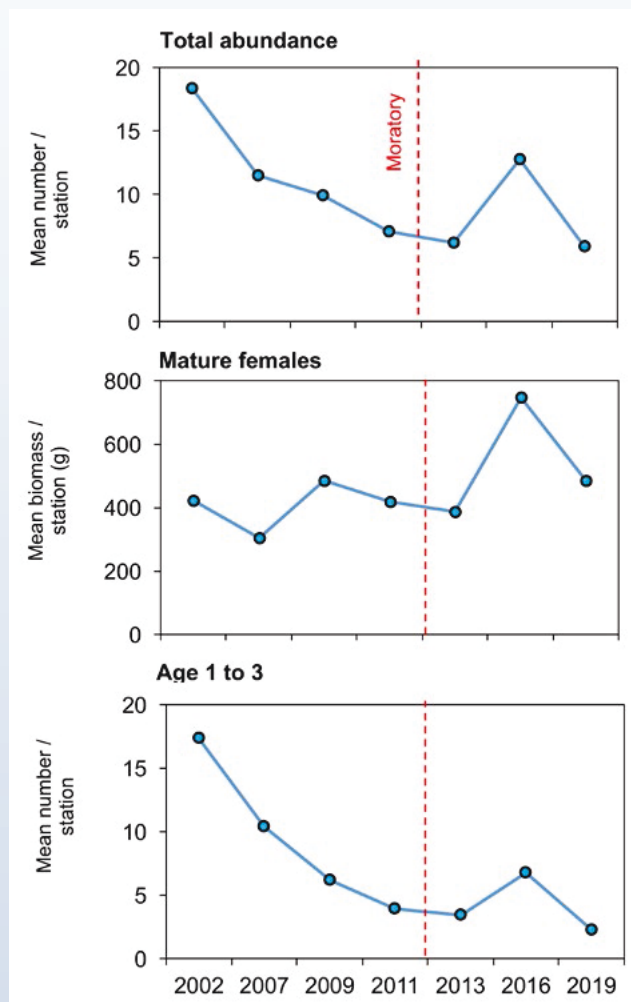 Total abundance
20
15
10
5
0
Mean number /
station
Moratory
Mature females
800
600
400
200
0
Mean biomass /
station (g)
Age 1 to 3
20
15
10
5
0
Mean number /
station
2002 2007 2009 2011 2013 2016 2019